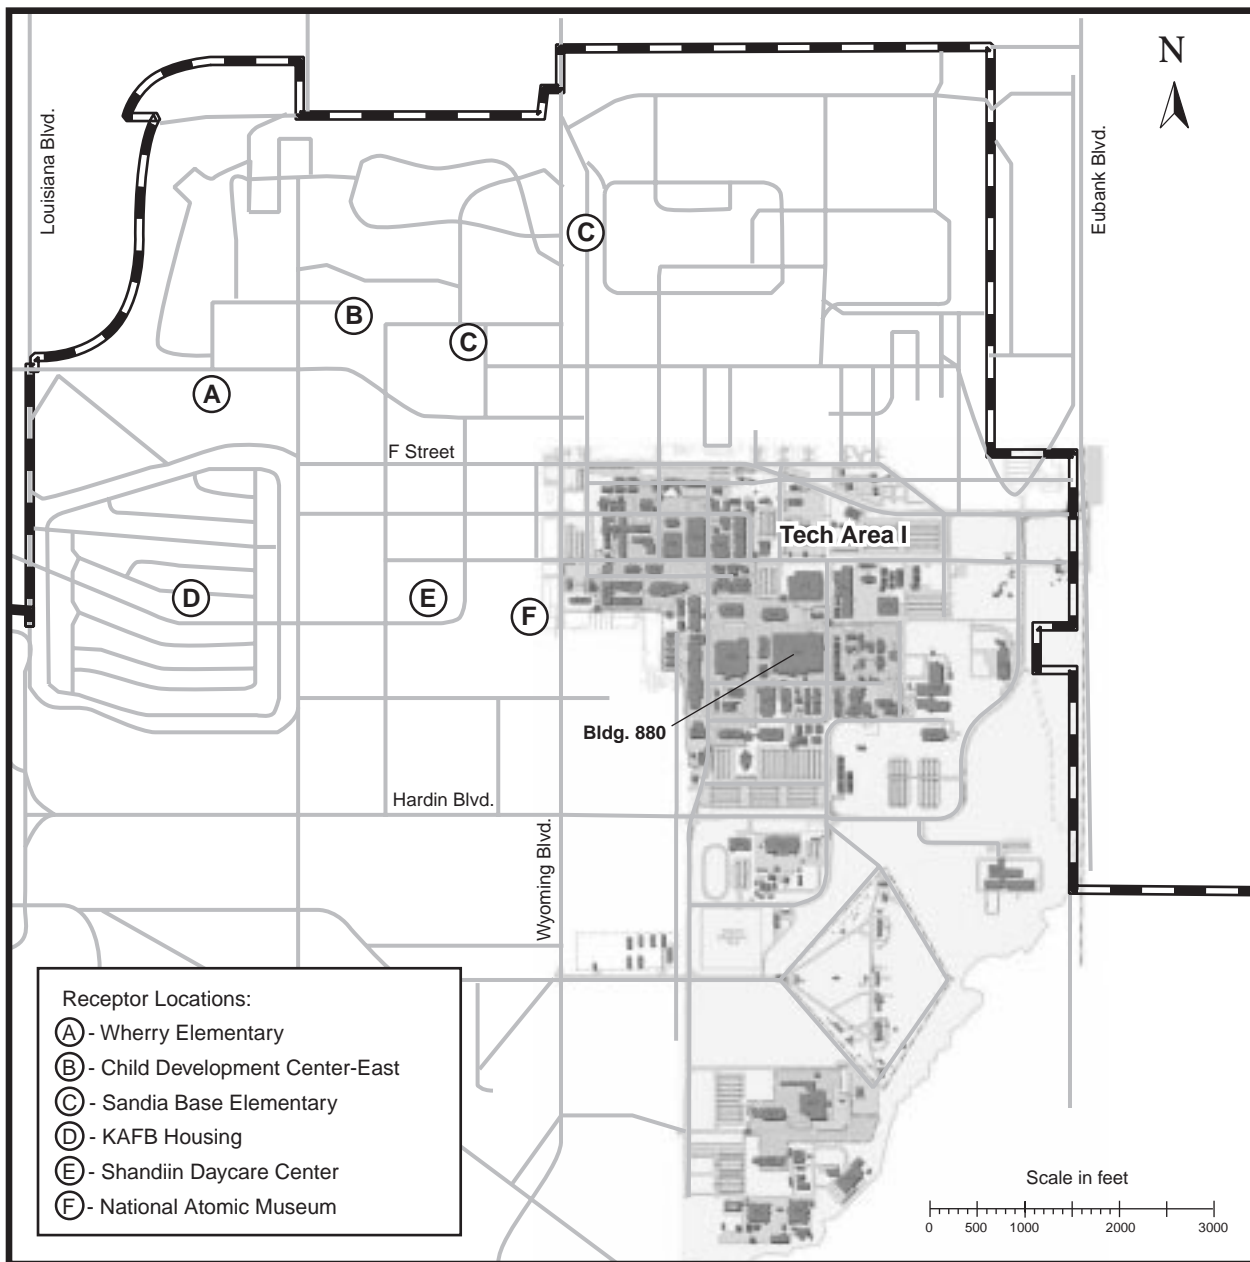 N
Louisiana Blvd.
Eubank Blvd.
C
B
C
A
F Street
Tech Area I
D
E
F
Bldg. 880
Hardin Blvd.
Wyoming Blvd.
Receptor Locations:
A - Wherry Elementary
B - Child Development Center-East
C - Sandia Base Elementary
D - KAFB Housing
E - Shandiin Daycare Center
F - National Atomic Museum
Scale in feet
0 500 1000 2000 3000